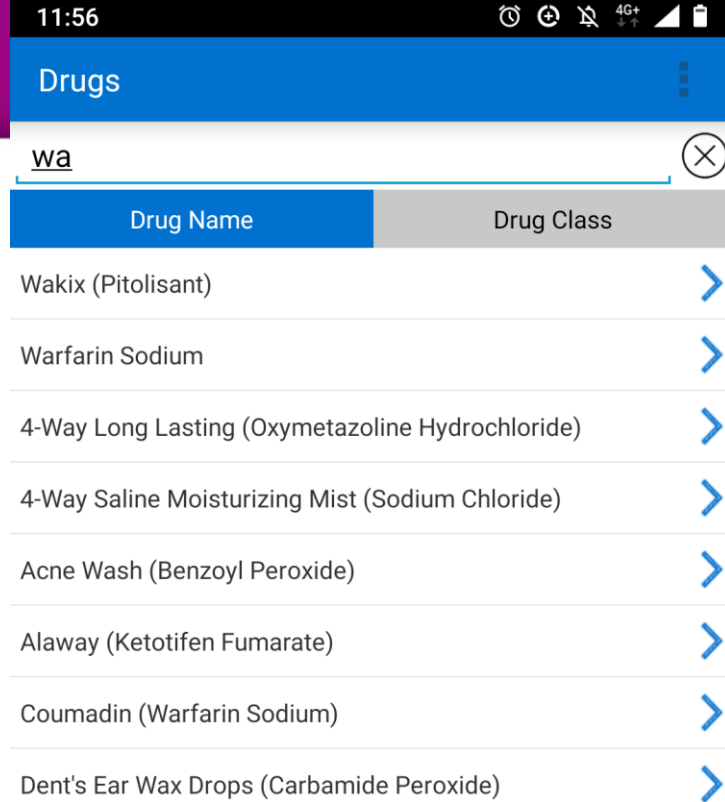 11:56 4G+
Drugs
wa
Drug Name Drug Class
Wakix (Pitolisant)
Warfarin Sodium
4-Way Long Lasting (Oxymetazoline Hydrochloride)
4-Way Saline Moisturizing Mist (Sodium Chloride)
Acne Wash (Benzoyl Peroxide)
Alaway (Ketotifen Fumarate)
Coumadin (Warfarin Sodium)
Dent's Ear Wax Drops (Carbamide Peroxide)